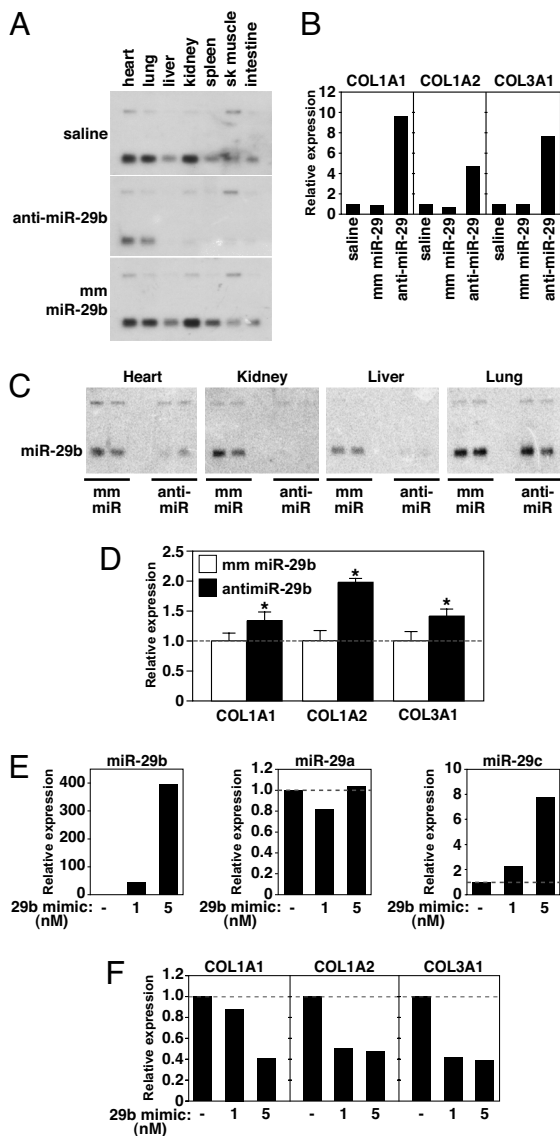 A
heart
lung
liver
kidney
spleen
sk muscle
intestine
saline
anti-miR-29b
mm
miR-29b
B
COL1A1 COL1A2 COL3A1
Relative expression
12
10
8
6
4
2
0
saline
mm miR-29
anti-miR-29
saline
mm miR-29
anti-miR-29
saline
mm miR-29
anti-miR-29
C
Heart Kidney Liver Lung
miR-29b
mm anti- mm anti- mm anti- mm anti-
miR miR miR miR miR miR miR miR
D
Relative expression
2.5
2.0
1.5
1.0
0.5
0
mm miR-29b
antimiR-29b
* * *
COL1A1 COL1A2 COL3A1
E
miR-29b
Relative expression
400
300
200
100
0
29b mimic: - 1 5
(nM)
miR-29a
Relative expression
1.2
1.0
0.8
0.6
0.4
0.2
0
- 1 5
miR-29c
Relative expression
10
8
6
4
2
0
29b mimic: - 1 5
(nM)
F
COL1A1 COL1A2 COL3A1
Relative expression
1.2
1.0
0.8
0.6
0.4
0.2
0
29b mimic: - 1 5 - 1 5 - 1 5
(nM)